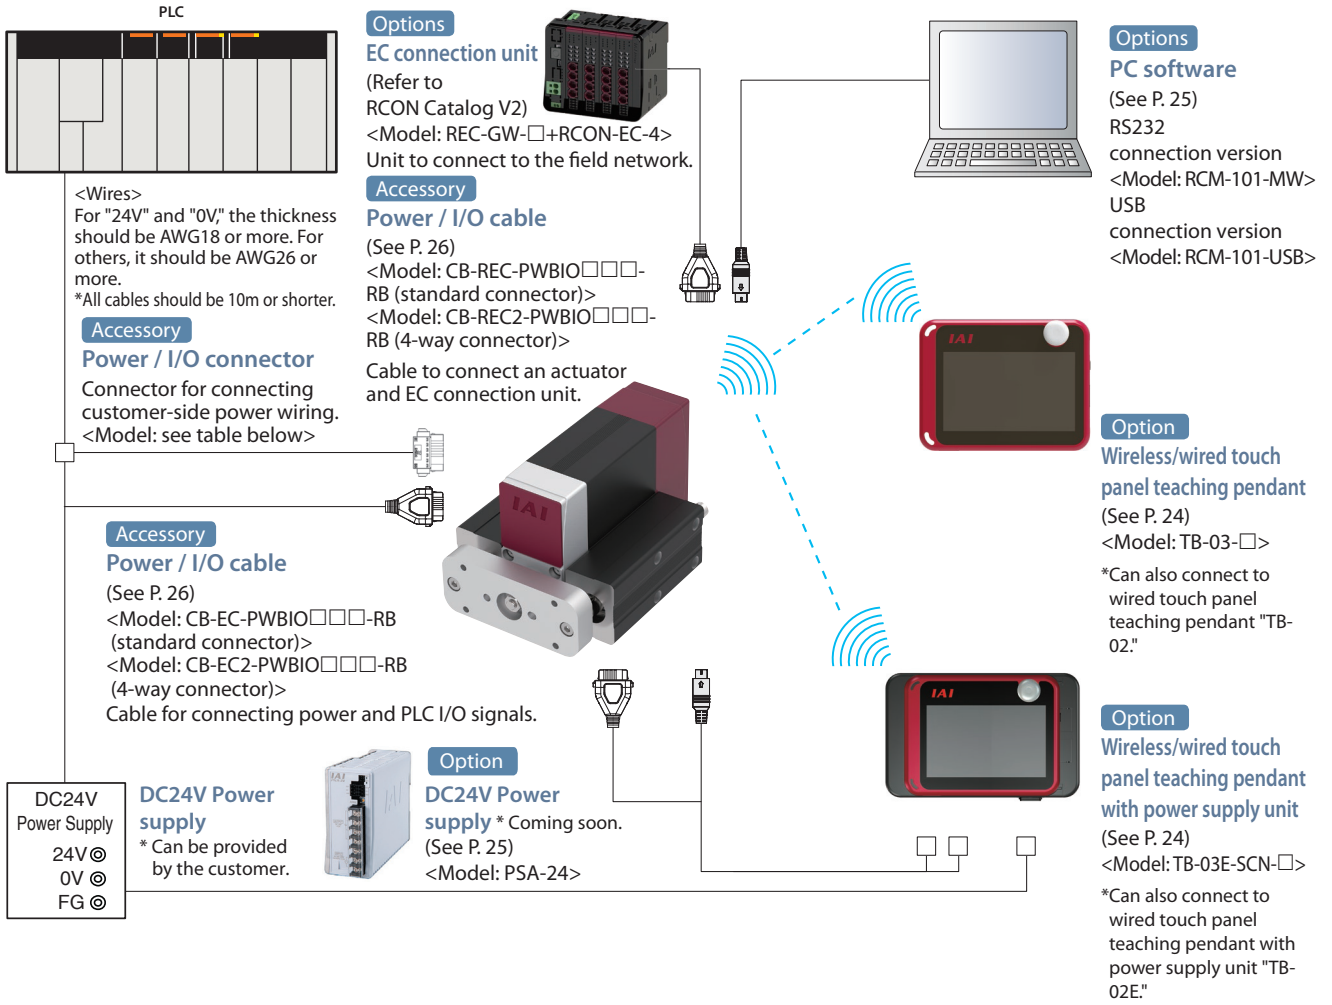 PLC
<Wires>
For "24V" and "0V," the thickness
should be AWG18 or more. For
others, it should be AWG26 or
more.
*All cables should be 10m or shorter.
Accessory
Power / I/O connector
Connector for connecting
customer-side power wiring.
<Model: see table below>
Options
EC connection unit
(Refer to
RCON Catalog V2)
<Model: REC-GW-□+RCON-EC-4>
Unit to connect to the field network.
Accessory
Power / I/O cable
(See P. 26)
<Model: CB-REC-PWBIO□□□-
RB (standard connector)>
<Model: CB-REC2-PWBIO□□□-
RB (4-way connector)>
Cable to connect an actuator
and EC connection unit.
Options
PC software
(See P. 25)
RS232
connection version
<Model: RCM-101-MW>
USB
connection version
<Model: RCM-101-USB>
IAI
IAI
IAI
Option
Wireless/wired touch
panel teaching pendant
(See P. 24)
<Model: TB-03-□>
*Can also connect to
wired touch panel
teaching pendant "TB-
02."
Accessory
Power / I/O cable
(See P. 26)
<Model: CB-EC-PWBIO□□□-RB
(standard connector)>
<Model: CB-EC2-PWBIO□□□-RB
(4-way connector)>
Cable for connecting power and PLC I/O signals.
IAI
Option
Wireless/wired touch
panel teaching pendant
with power supply unit
(See P. 24)
<Model: TB-03E-SCN-□>
*Can also connect to
wired touch panel
teaching pendant with
power supply unit "TB-
02E."
DC24V
Power Supply
24V
0V
FG
DC24V Power
supply
* Can be provided
by the customer.
IAI
Option
DC24V Power
supply * Coming soon.
(See P. 25)
<Model: PSA-24>